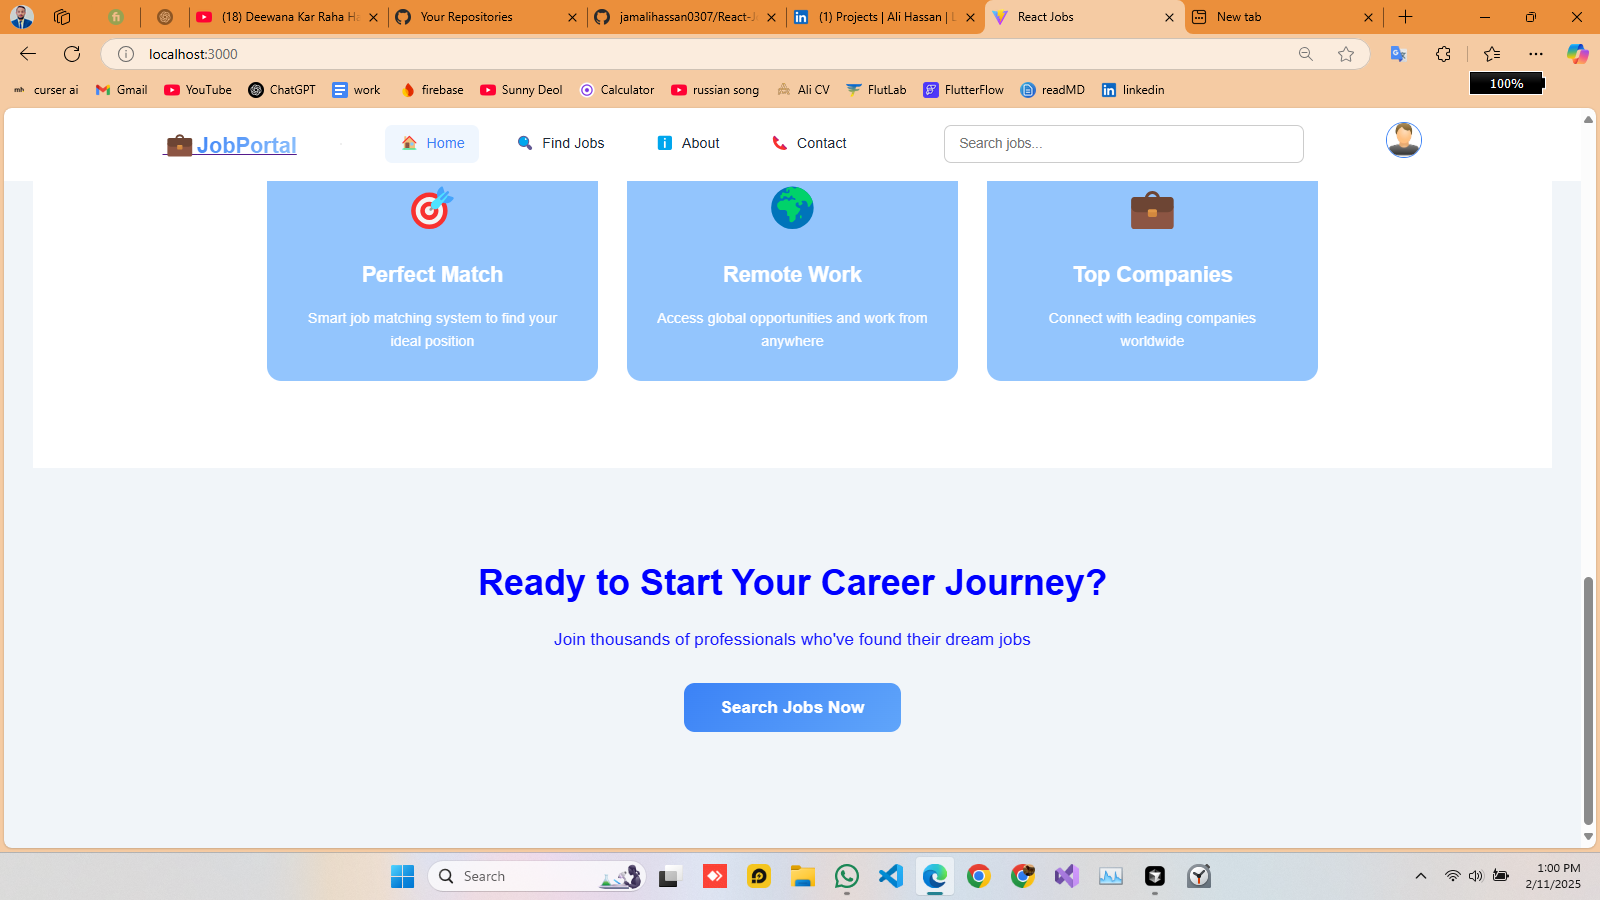 (18) Deewana Kar Raha Ha
Your Repositories
jamalihassan0307/React-Jo
(1) Projects | Ali Hassan | L
React Jobs
New tab
localhost:3000
100%
curser ai
Gmail
YouTube
ChatGPT
work
firebase
Sunny Deol
Calculator
russian song
Ali CV
FlutLab
FlutterFlow
readMD
linkedin
JobPortal
Home
Find Jobs
About
Contact
Search jobs...
Perfect Match
Smart job matching system to find your
ideal position
Remote Work
Access global opportunities and work from
anywhere
Top Companies
Connect with leading companies
worldwide
Ready to Start Your Career Journey?
Join thousands of professionals who've found their dream jobs
Search Jobs Now
Search
1:00 PM
2/11/2025